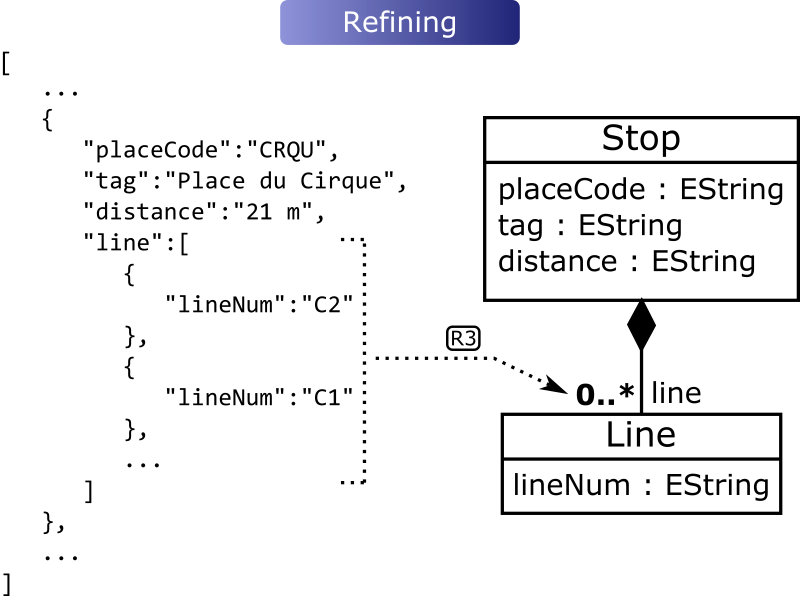 Refining
[
...
{
"placeCode":"CRQU",
"tag":"Place du Cirque",
"distance":"21 m",
"line":[
{
"lineNum":"C2"
},
{
"lineNum":"C1"
},
...
]
},
...
]
R3
Stop
placeCode : EString
tag : EString
distance : EString
0..* line
Line
lineNum : EString